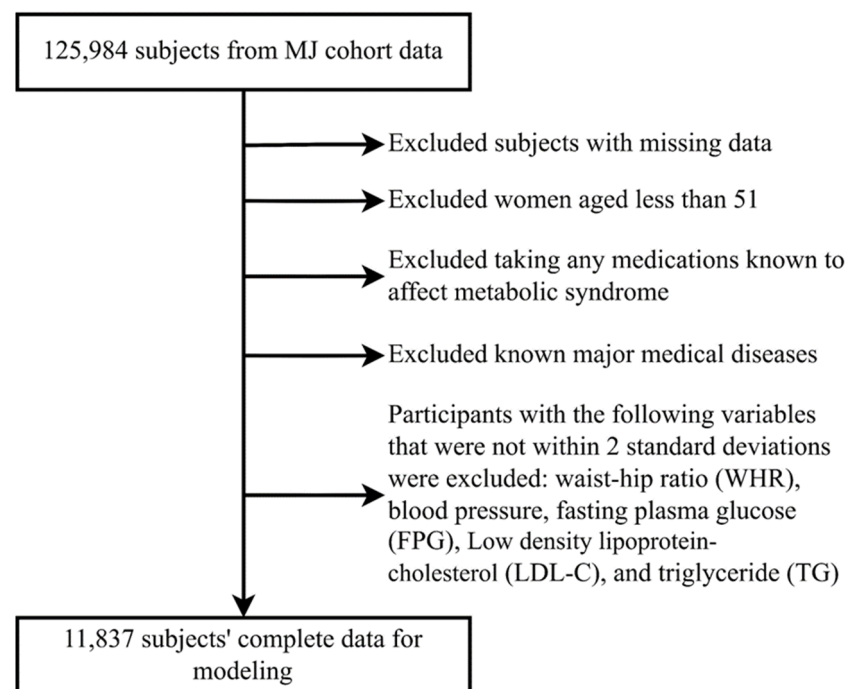 125,984 subjects from MJ cohort data
Excluded subjects with missing data
Excluded women aged less than 51
Excluded taking any medications known to
affect metabolic syndrome
Excluded known major medical diseases
Participants with the following variables
that were not within 2 standard deviations
were excluded: waist-hip ratio (WHR),
blood pressure, fasting plasma glucose
(FPG), Low density lipoprotein-
cholesterol (LDL-C), and triglyceride (TG)
11,837 subjects' complete data for
modeling